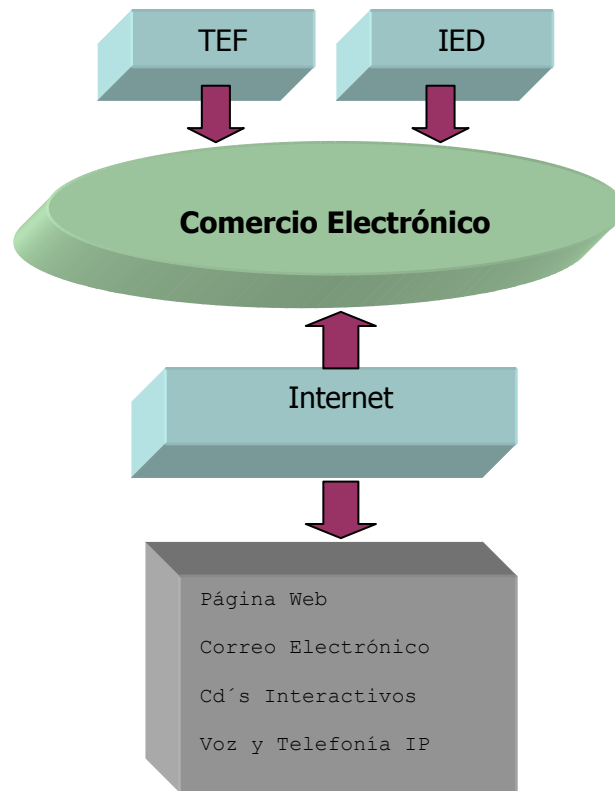 TEF
IED
Comercio Electrónico
Internet
Página Web
Correo Electrónico
Cd´s Interactivos
Voz y Telefonía IP